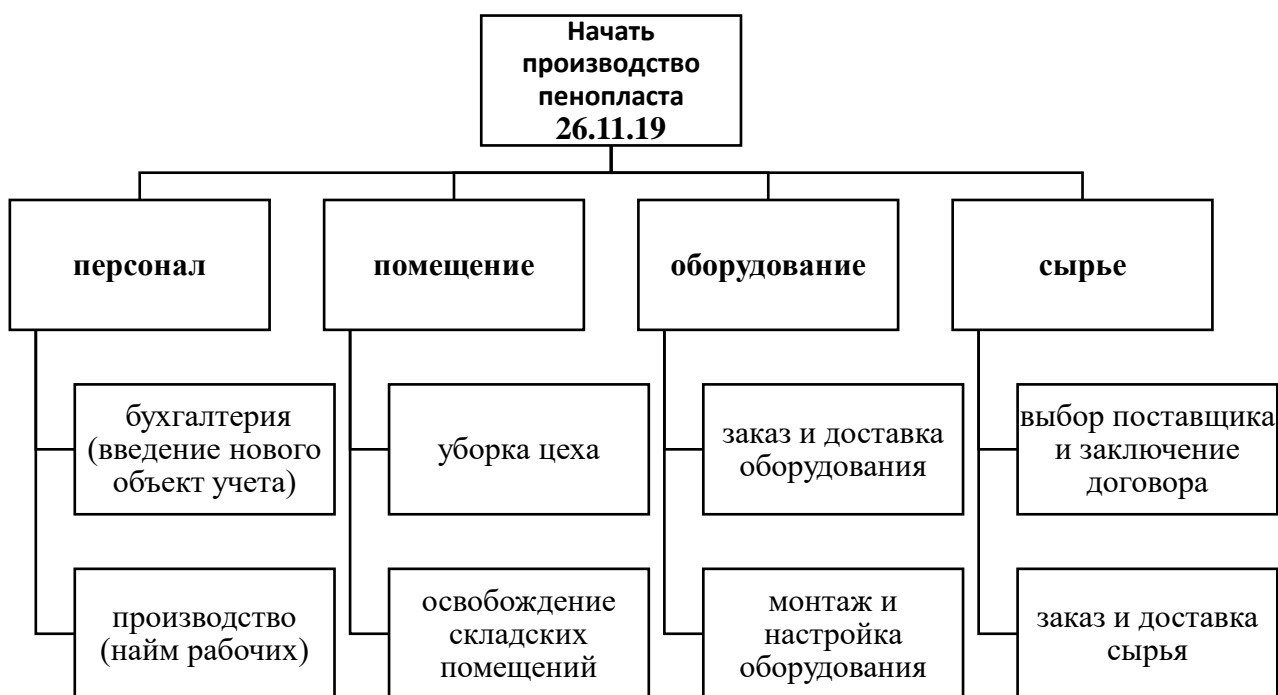 Начать
производство
пенопласта
26.11.19
персонал
помещение
оборудование
сырье
бухгалтерия
(введение нового
объект учета)
уборка цеха
заказ и доставка
оборудования
выбор поставщика
и заключение
договора
производство
(найм рабочих)
освобождение
складских
помещений
монтаж и
настройка
оборудования
заказ и доставка
сырья